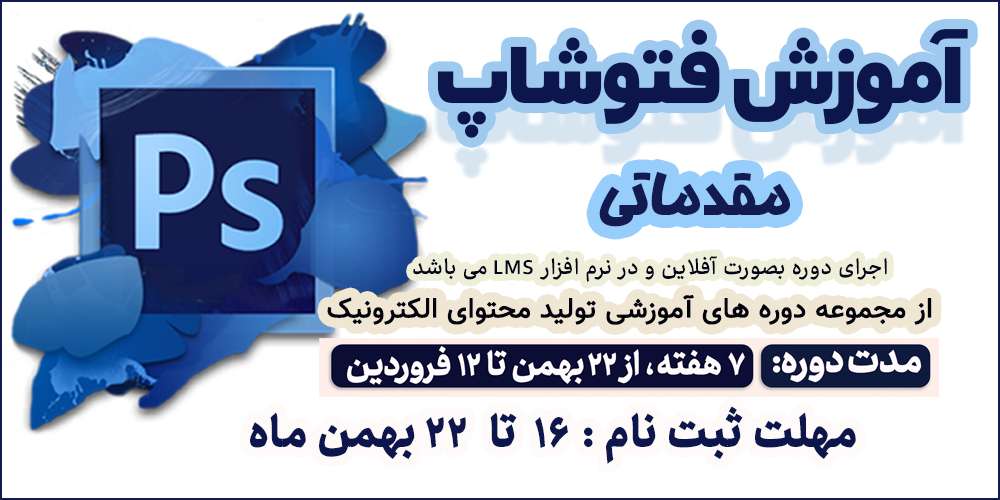 آموزش فتوشاپ
مقدماتی
Ps
اجرای دوره بصورت آفلاین و در نرم افزار LMS می باشد
از مجموعه دوره های آموزشی تولید محتوای الکترونیک
مدت دوره: ۷ هفته، از ۲۲ بهمن تا ۱۲ فروردین
مهلت ثبت نام : ۱۶ تا ۲۲ بهمن ماه